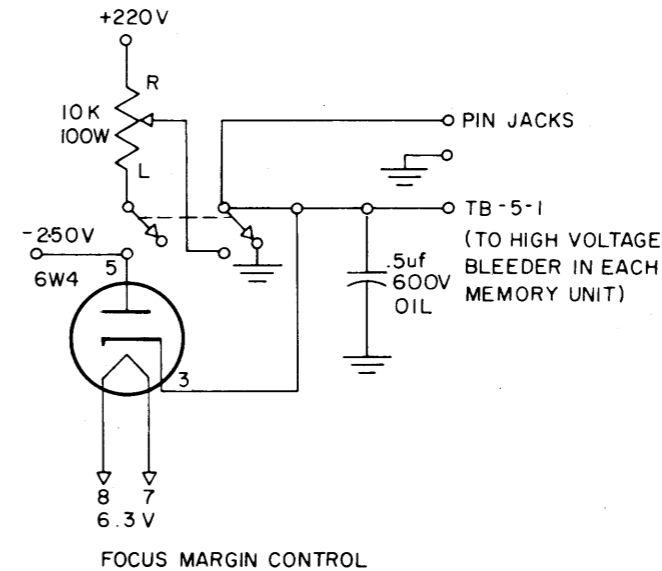 +220V
R
10K
100W
L
PIN JACKS
-250V
5
6W4
TB-5-1
(TO HIGH VOLTAGE
BLEEDER IN EACH
MEMORY UNIT)
.5uf
600V
OIL
3
8 7
6.3V
FOCUS MARGIN CONTROL